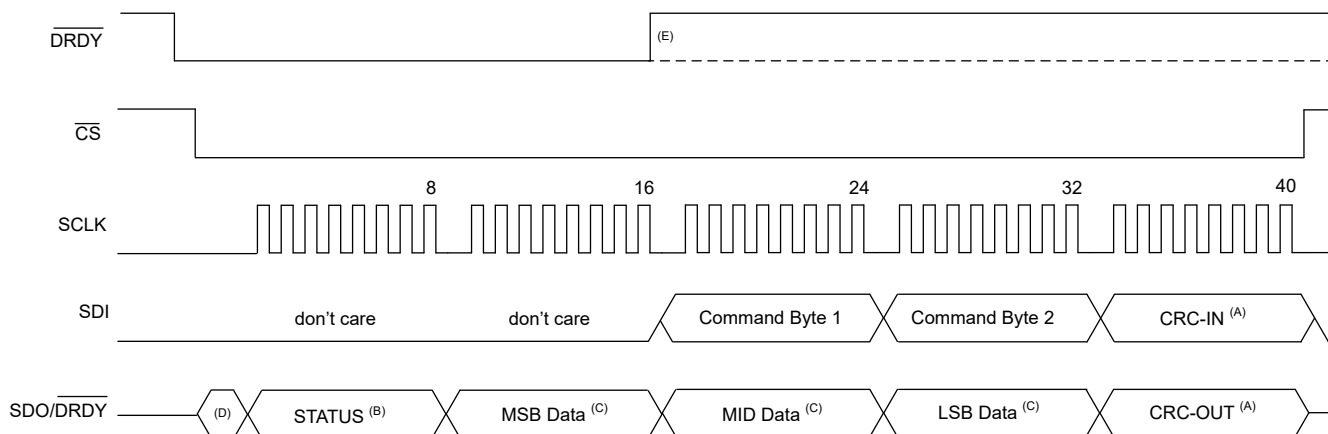 DRDY
(E)
CS
8 16 24 32 40
SCLK
SDI don't care don't care Command Byte 1 Command Byte 2 CRC-IN (A)
SDO/DRDY (D) STATUS (B) MSB Data (C) MID Data (C) LSB Data (C) CRC-OUT (A)